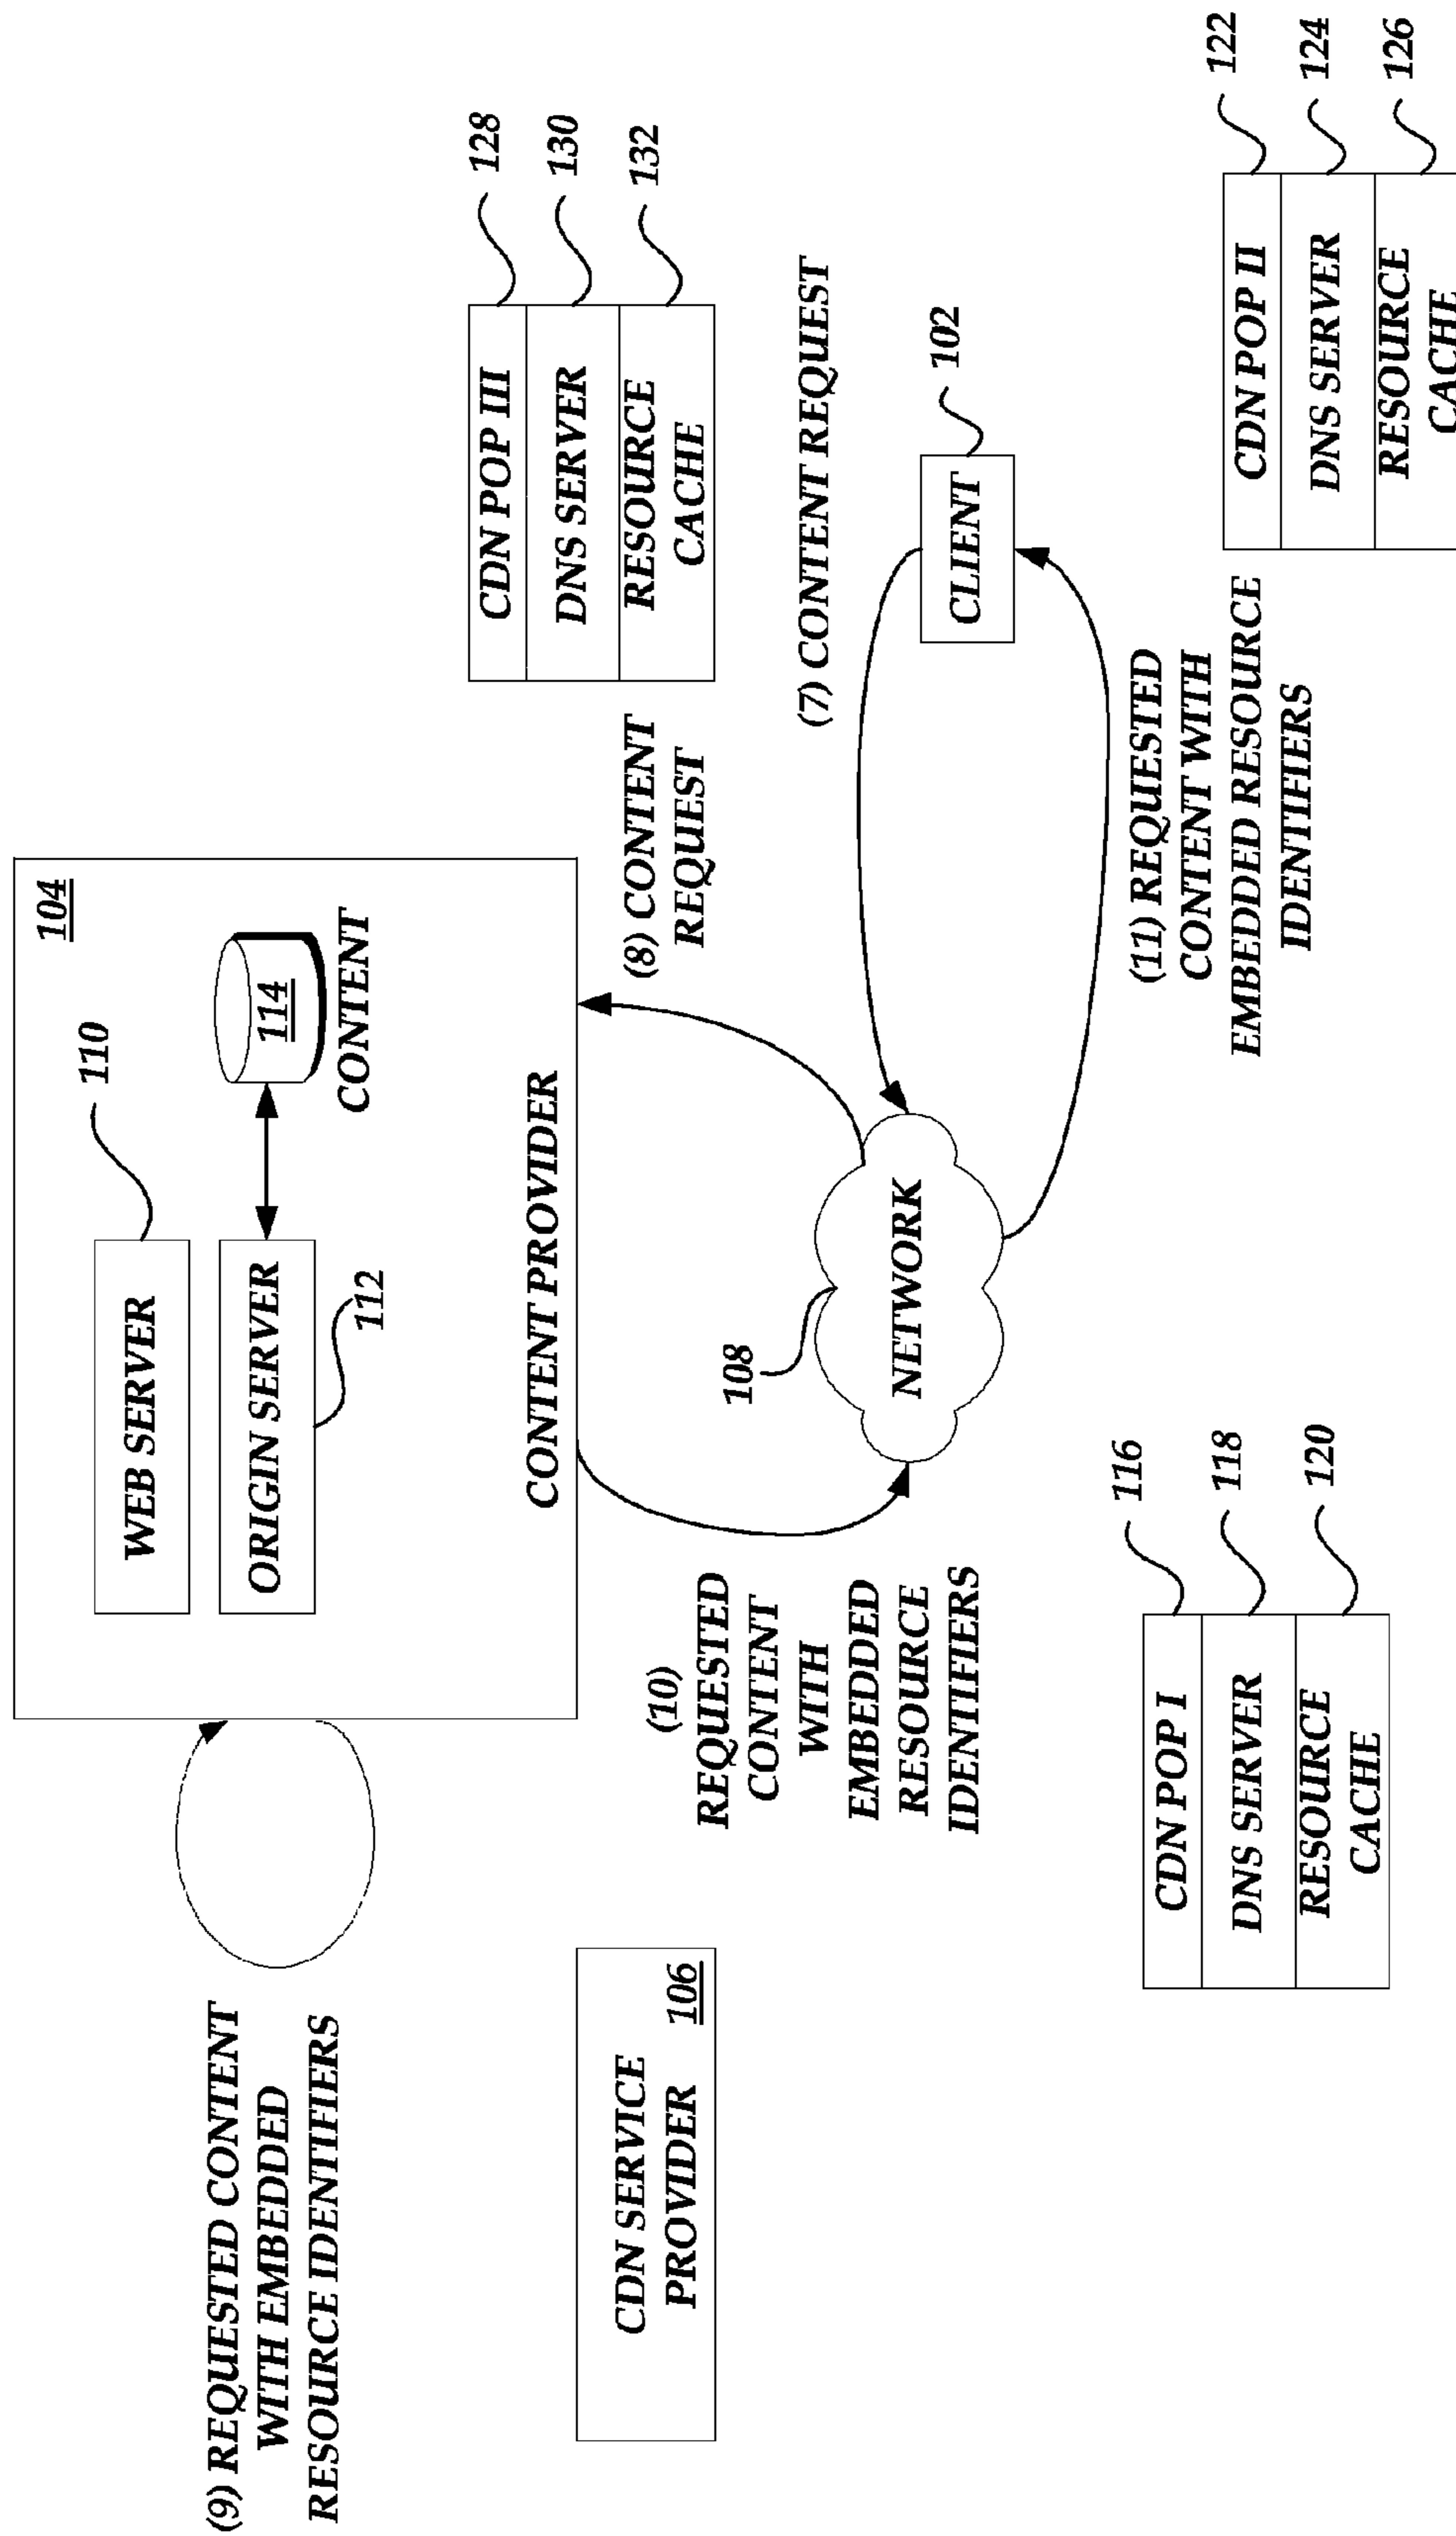 (9) REQUESTED CONTENT
WITH EMBEDDED
RESOURCE IDENTIFIERS
104
WEB SERVER
110
ORIGIN SERVER
112
114
CONTENT
CONTENT PROVIDER
CDN SERVICE
PROVIDER
106
(10)
REQUESTED
CONTENT
WITH
EMBEDDED
RESOURCE
IDENTIFIERS
(8) CONTENT
REQUEST
CDN POP III
128
DNS SERVER
130
RESOURCE
CACHE
132
108
NETWORK
(7) CONTENT REQUEST
CLIENT
102
(11) REQUESTED
CONTENT WITH
EMBEDDED RESOURCE
IDENTIFIERS
CDN POP I
116
DNS SERVER
118
RESOURCE
CACHE
120
CDN POP II
122
DNS SERVER
124
RESOURCE
CACHE
126